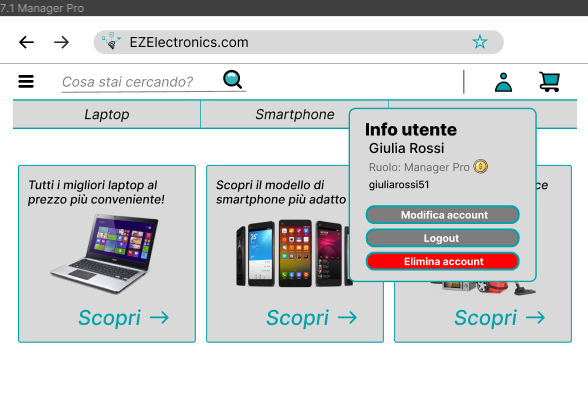 7.1 Manager Pro
EZElectronics.com
Cosa stai cercando?
Laptop
Smartphone
Info utente
Giulia Rossi
Ruolo: Manager Pro
giuliarossi51
Modifica account
Logout
Elimina account
Tutti i migliori laptop al
prezzo più conveniente!
Scopri →
Scopri il modello di
smartphone più adatto
Scopri →
ce
Scopri →